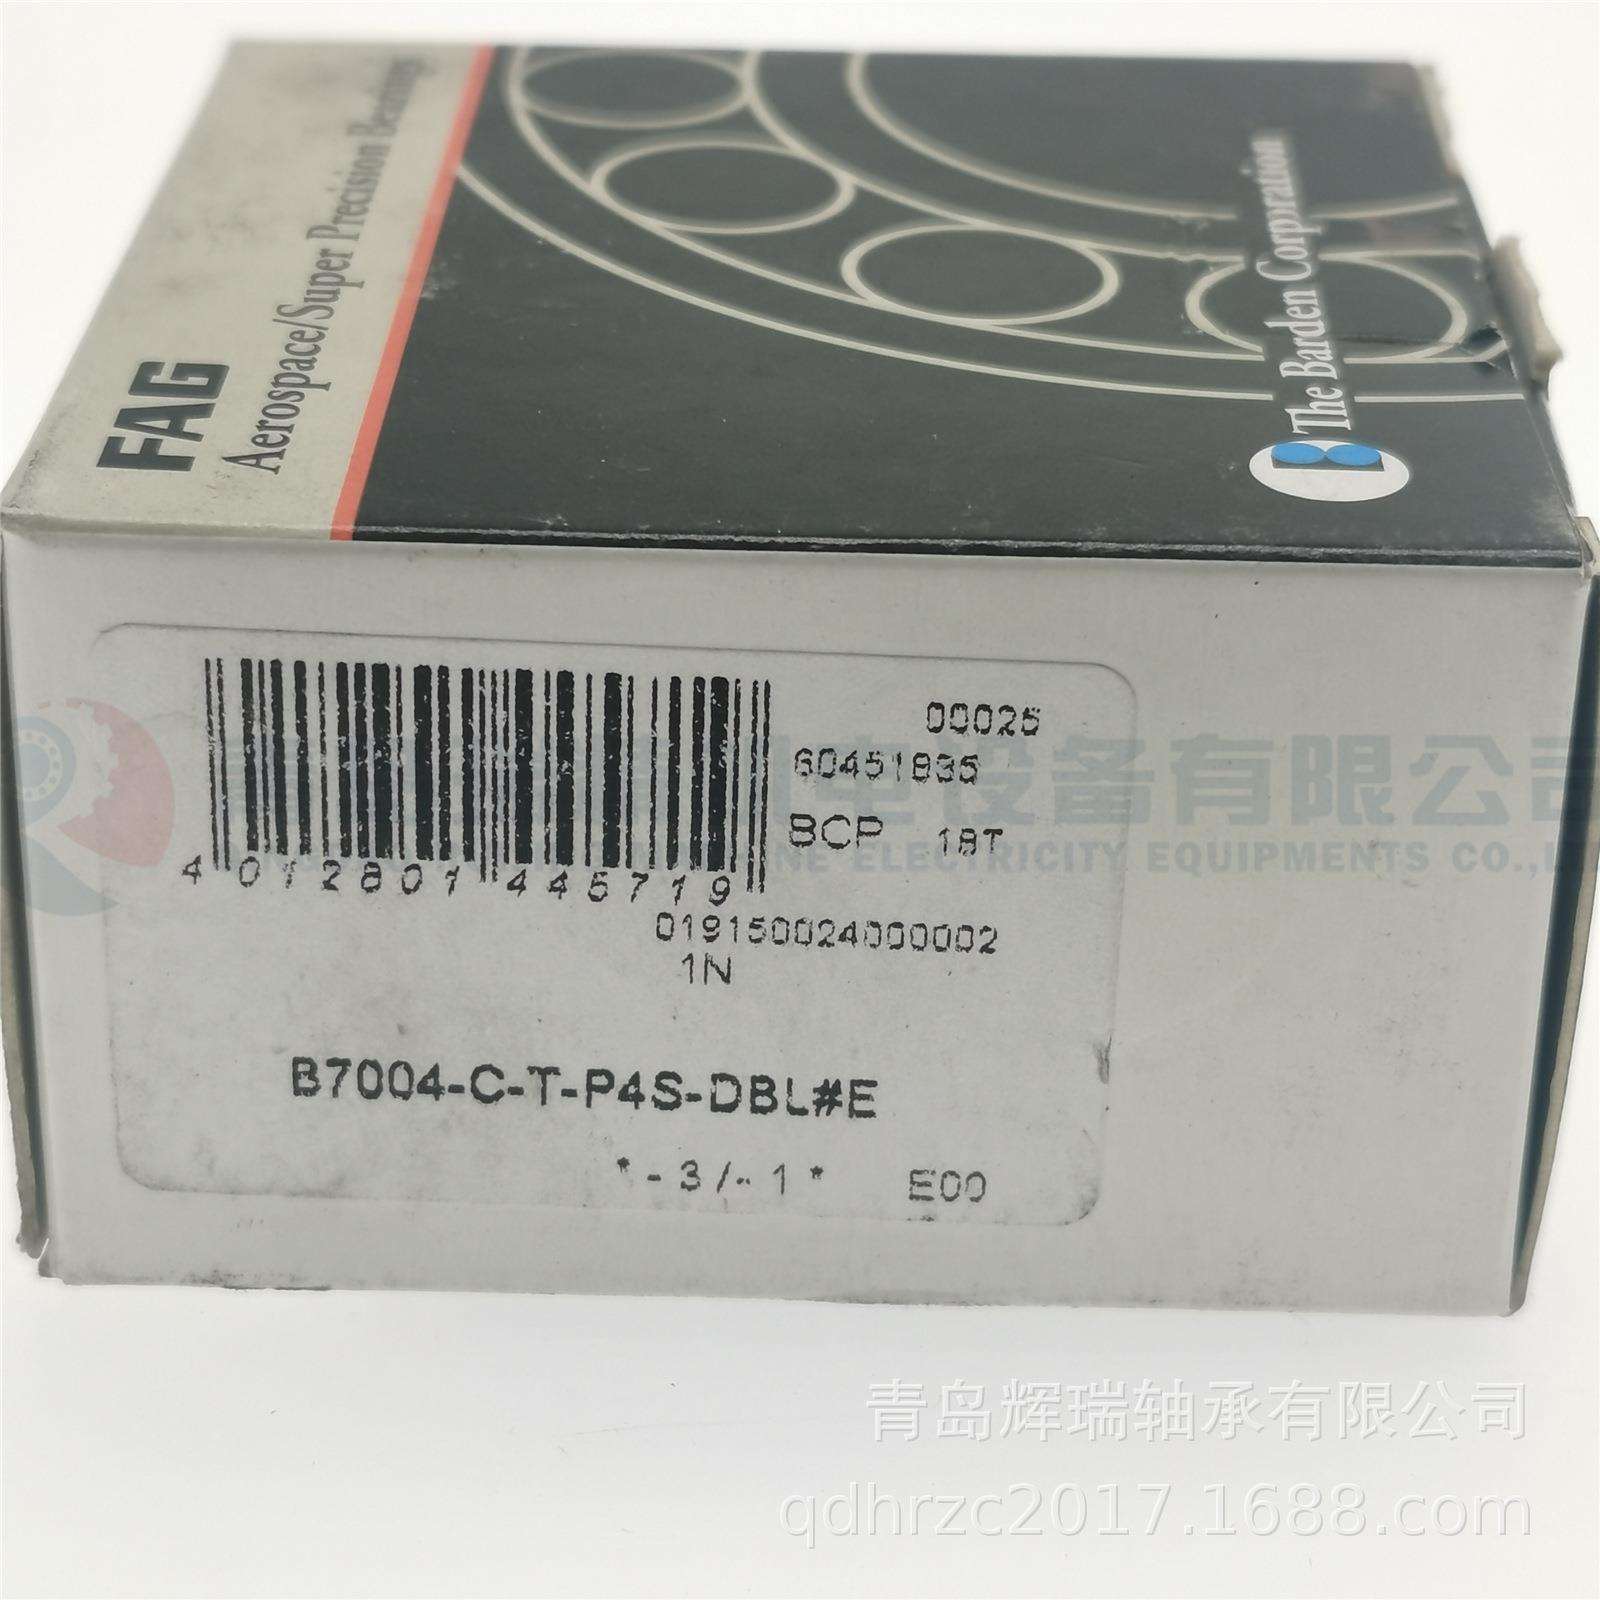 FAG
Aerospace/Super Precision Bearings
The Barden Corporation
00025
60451835
BCP 18T
4 012801 445719
019150024000002
1N
B7004-C-T-P4S-DBL#E
*-3/-1* E00
电设备有限公司
NE ELECTRICITY EQUIPMENTS CO.,L
青岛辉瑞轴承有限公司
qdhrzc2017.1688.com